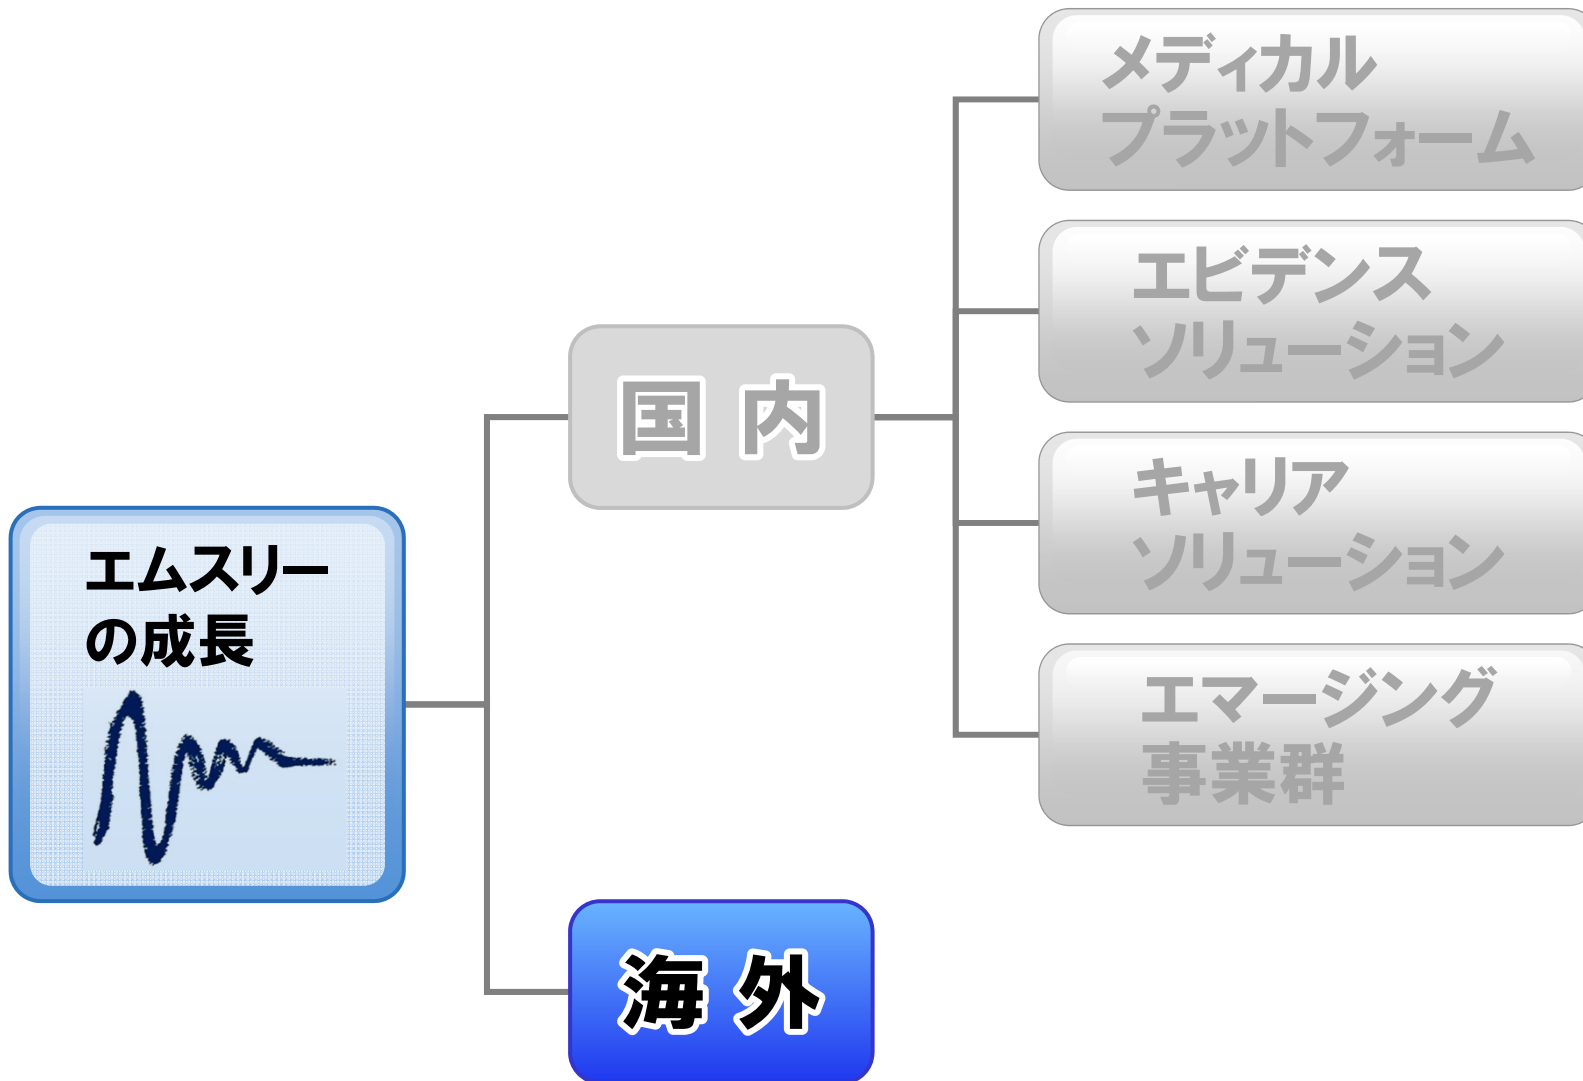 メディカル
プラットフォーム
エビデンス
ソリューション
国内
キャリア
ソリューション
エムスリー
の成長
エマージング
事業群
海外